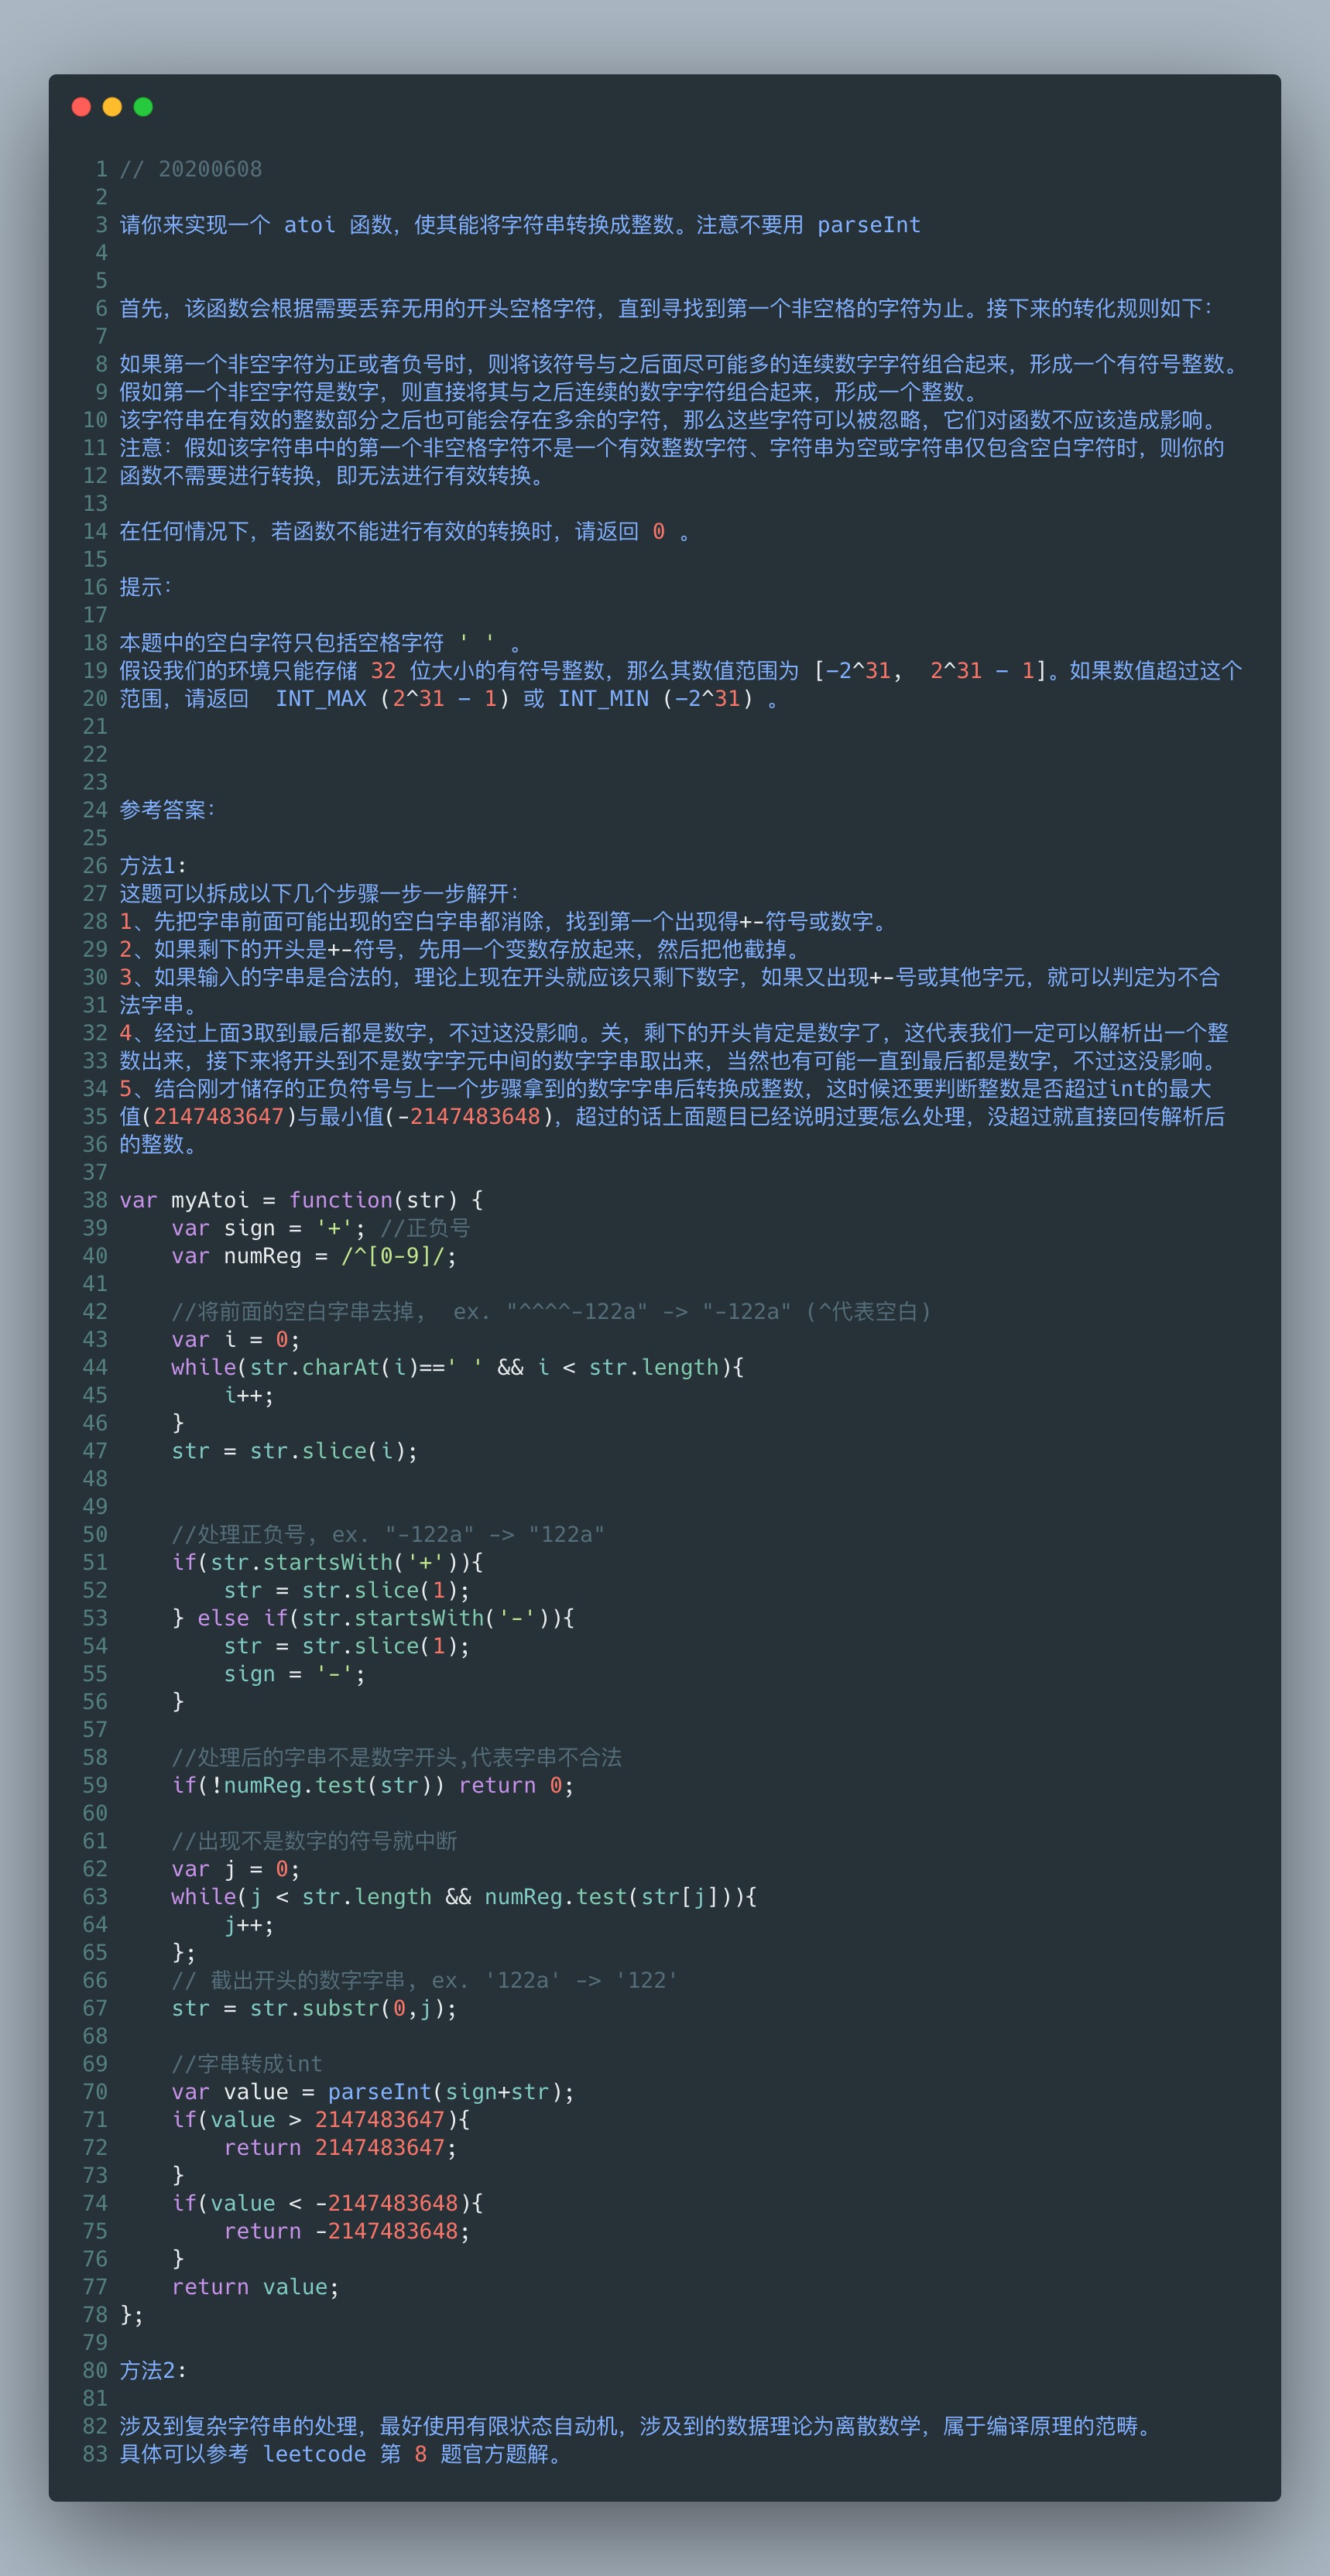 1 // 20200608
2
3 请你来实现一个 atoi 函数，使其能将字符串转换成整数。注意不要用 parseInt
4
5
6 首先，该函数会根据需要丢弃无用的开头空格字符，直到寻找到第一个非空格的字符为止。接下来的转化规则如下：
7
8 如果第一个非空字符为正或者负号时，则将该符号与之后面尽可能多的连续数字字符组合起来，形成一个有符号整数。
9 假如第一个非空字符是数字，则直接将其与之后连续的数字字符组合起来，形成一个整数。
10 该字符串在有效的整数部分之后也可能会存在多余的字符，那么这些字符可以被忽略，它们对函数不应该造成影响。
11 注意：假如该字符串中的第一个非空格字符不是一个有效整数字符、字符串为空或字符串仅包含空白字符时，则你的
12 函数不需要进行转换，即无法进行有效转换。
13
14 在任何情况下，若函数不能进行有效的转换时，请返回 0 。
15
16 提示：
17
18 本题中的空白字符只包括空格字符 ' ' 。
19 假设我们的环境只能存储 32 位大小的有符号整数，那么其数值范围为 [−2^31,  2^31 − 1]。如果数值超过这个
20 范围，请返回  INT_MAX (2^31 − 1) 或 INT_MIN (−2^31) 。
21
22
23
24 参考答案：
25
26 方法1:
27 这题可以拆成以下几个步骤一步一步解开：
28 1、先把字串前面可能出现的空白字串都消除，找到第一个出现得+-符号或数字。
29 2、如果剩下的开头是+-符号，先用一个变数存放起来，然后把他截掉。
30 3、如果输入的字串是合法的，理论上现在开头就应该只剩下数字，如果又出现+-号或其他字元，就可以判定为不合
31 法字串。
32 4、经过上面3取到最后都是数字，不过这没影响。关，剩下的开头肯定是数字了，这代表我们一定可以解析出一个整
33 数出来，接下来将开头到不是数字字元中间的数字字串取出来，当然也有可能一直到最后都是数字，不过这没影响。
34 5、结合刚才储存的正负符号与上一个步骤拿到的数字字串后转换成整数，这时候还要判断整数是否超过int的最大
35 值(2147483647)与最小值(-2147483648)，超过的话上面题目已经说明过要怎么处理，没超过就直接回传解析后
36 的整数。
37
38 var myAtoi = function(str) {
39     var sign = '+'; //正负号
40     var numReg = /^[0-9]/;
41
42     //将前面的空白字串去掉， ex. "^^^^-122a" -> "-122a" (^代表空白)
43     var i = 0;
44     while(str.charAt(i)==' ' && i < str.length){
45         i++;
46     }
47     str = str.slice(i);
48
49
50     //处理正负号, ex. "-122a" -> "122a"
51     if(str.startsWith('+')){
52         str = str.slice(1);
53     } else if(str.startsWith('-')){
54         str = str.slice(1);
55         sign = '-';
56     }
57
58     //处理后的字串不是数字开头,代表字串不合法
59     if(!numReg.test(str)) return 0;
60
61     //出现不是数字的符号就中断
62     var j = 0;
63     while(j < str.length && numReg.test(str[j])){
64         j++;
65     };
66     // 截出开头的数字字串, ex. '122a' -> '122'
67     str = str.substr(0,j);
68
69     //字串转成int
70     var value = parseInt(sign+str);
71     if(value > 2147483647){
72         return 2147483647;
73     }
74     if(value < -2147483648){
75         return -2147483648;
76     }
77     return value;
78 };
79
80 方法2:
81
82 涉及到复杂字符串的处理，最好使用有限状态自动机，涉及到的数据理论为离散数学，属于编译原理的范畴。
83 具体可以参考 leetcode 第 8 题官方题解。